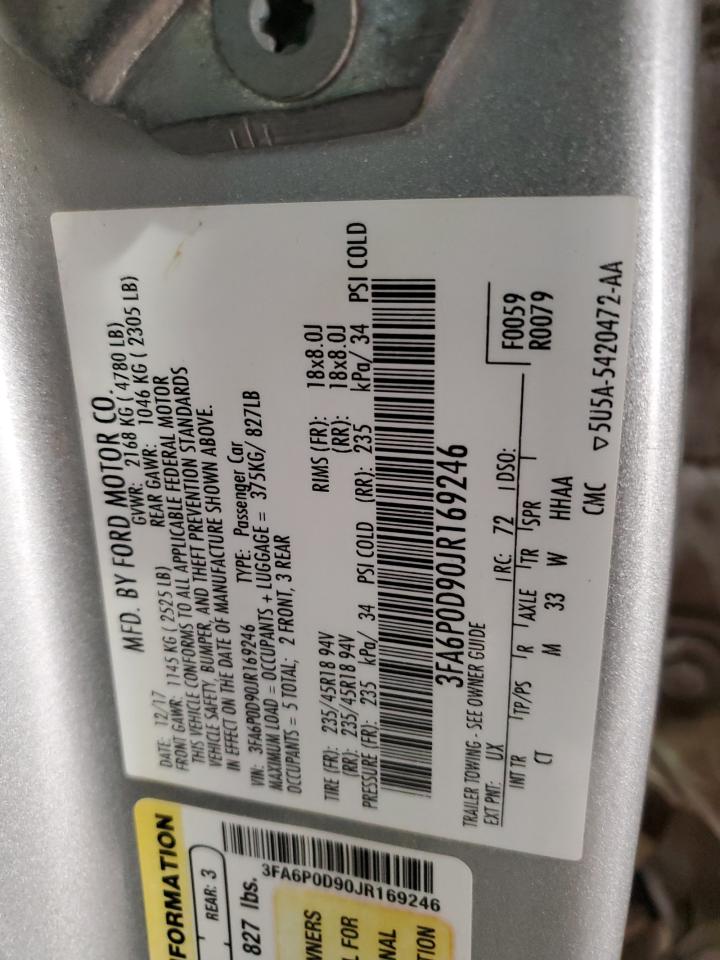 MFD. BY FORD MOTOR CO.
DATE: 12/17 GVWR: 2168 KG ( 4780 LB)
FRONT GAWR: 1145 KG ( 2525 LB) REAR GAWR: 1046 KG ( 2305 LB)
THIS VEHICLE CONFORMS TO ALL APPLICABLE FEDERAL MOTOR
VEHICLE SAFETY, BUMPER, AND THEFT PREVENTION STANDARDS
IN EFFECT ON THE DATE OF MANUFACTURE SHOWN ABOVE.
VIN: 3FA6P0D90JR169246 TYPE: Passenger Car
MAXIMUM LOAD = OCCUPANTS + LUGGAGE = 375KG/ 827LB
OCCUPANTS = 5 TOTAL; 2 FRONT, 3 REAR
TIRE (FR): 235/45R18 94V RIMS (FR): 18x8.0J
(RR): 235/45R18 94V (RR): 18x8.0J
PRESSURE (FR): 235 kPa/ 34 PSI COLD (RR): 235 kPa/ 34 PSI COLD
3FA6P0D90JR169246
TRAILER TOWING - SEE OWNER GUIDE
F0059
R0079
EXT PNT: UX RC: 72 DSO:
INT TR TP/PS R AXLE TR SPR
CT M 33 W HHAA
CMC ▽5U5A-5420472-AA
FORMATION
REAR: 3
827 lbs.
3FA6P0D90JR169246
WNERS
L FOR
NAL
TION